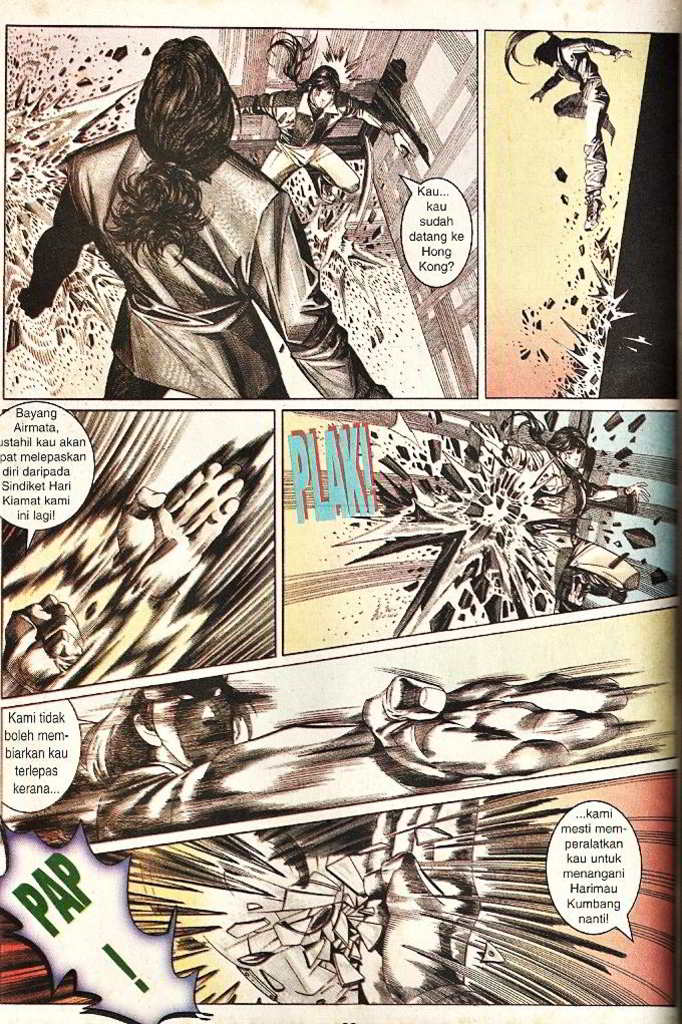 Kau...
kau
sudah
datang ke
Hong
Kong?
Bayang
Airmata,
ustahil kau akan
pat melepaskan
diri daripada
Sindiket Hari
Kiamat kami
ini lagi!
PLAK!
Kami tidak
boleh mem-
biarkan kau
terlepas
kerana...
...kami
mesti mem-
peralatkan
kau untuk
menangani
Harimau
Kumbang
nanti!
PAP
!